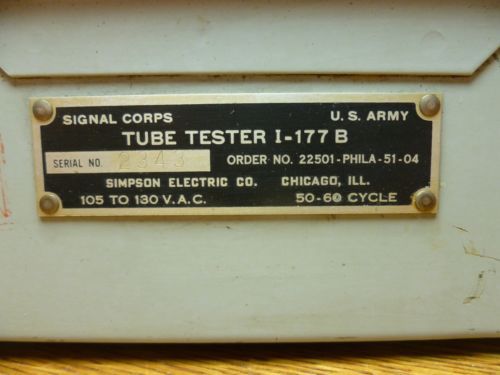 SIGNAL CORPS U. S. ARMY
TUBE TESTER I-177 B
SERIAL NO. 2343 ORDER NO. 22501-PHILA-51-04
SIMPSON ELECTRIC CO. CHICAGO, ILL.
105 TO 130 V.A.C. 50-60 CYCLE